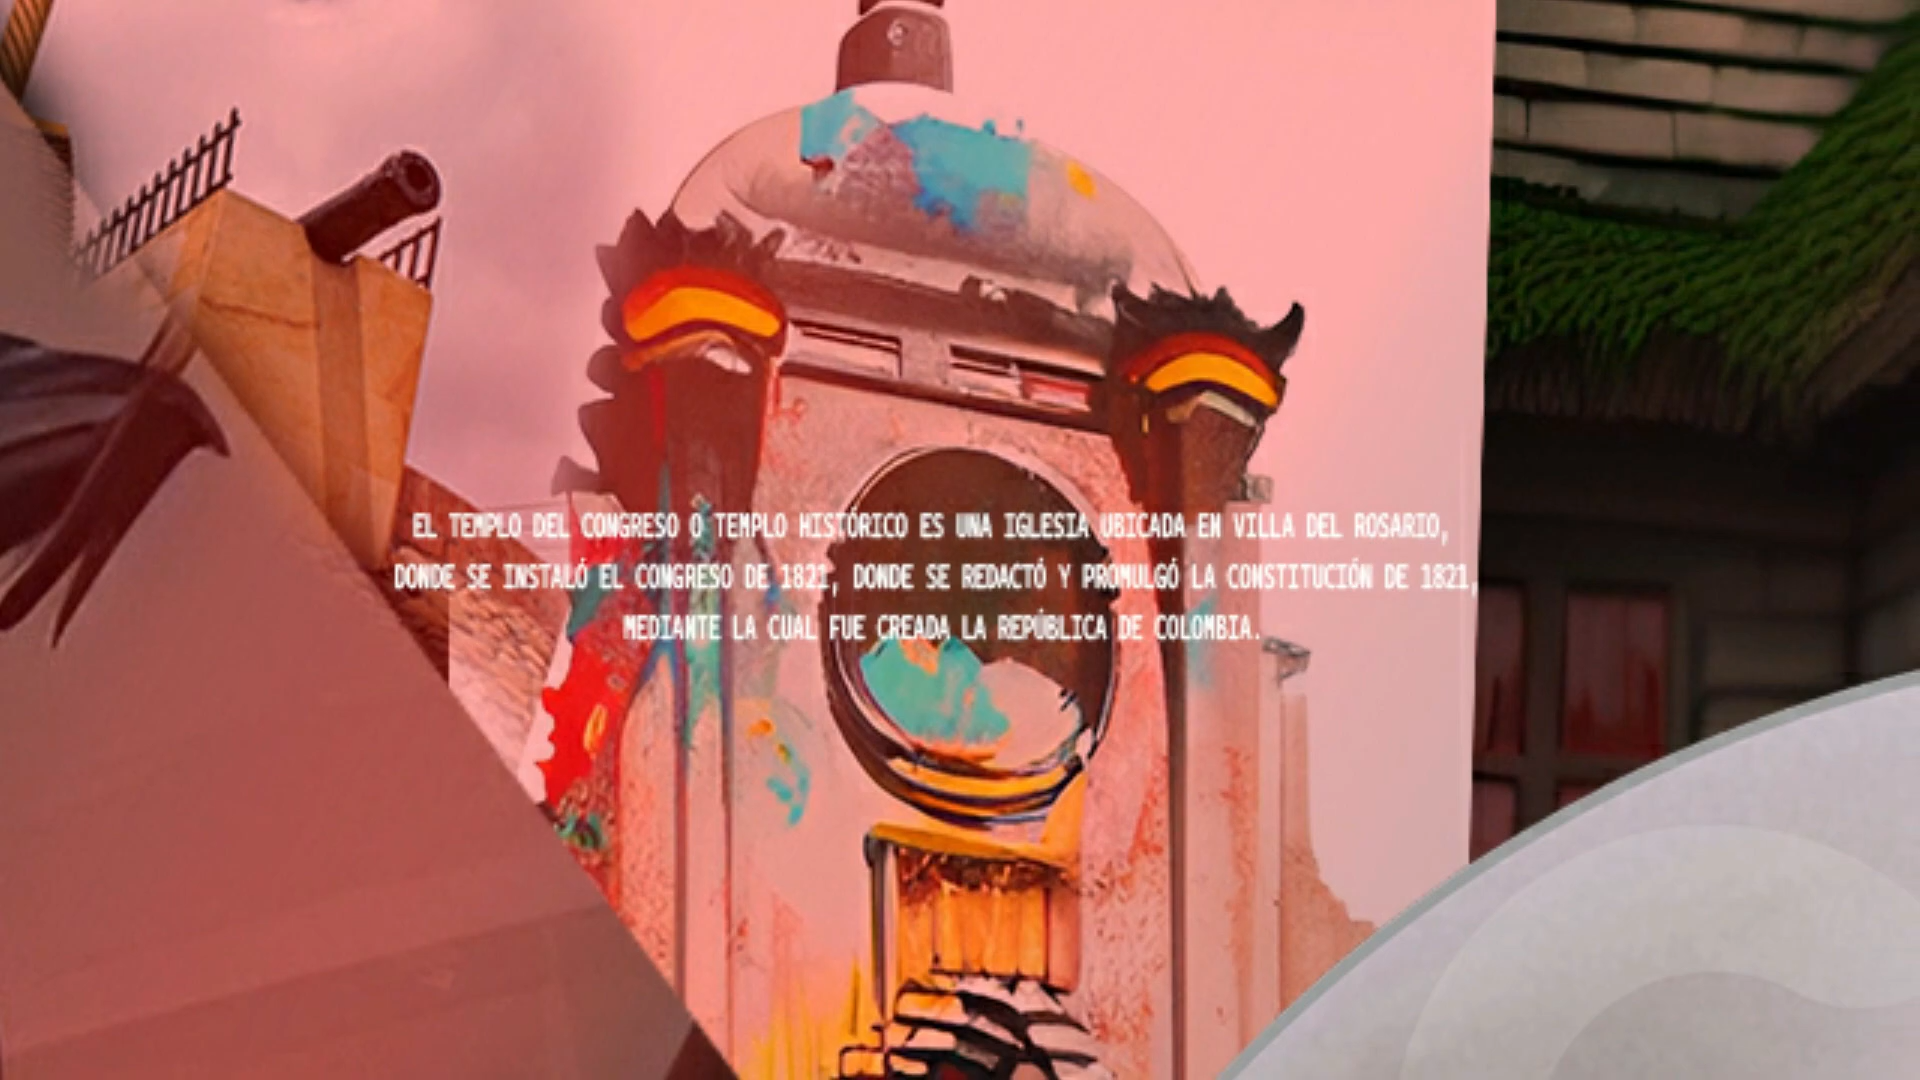 EL TEMPLO DEL CONGRESO O TEMPLO HISTÓRICO ES UNA IGLESIA UBICADA EN VILLA DEL ROSARIO,
DONDE SE INSTALÓ EL CONGRESO DE 1821, DONDE SE REDACTÓ Y PROMULGÓ LA CONSTITUCIÓN DE 1821,
MEDIANTE LA CUAL FUE CREADA LA REPÚBLICA DE COLOMBIA.